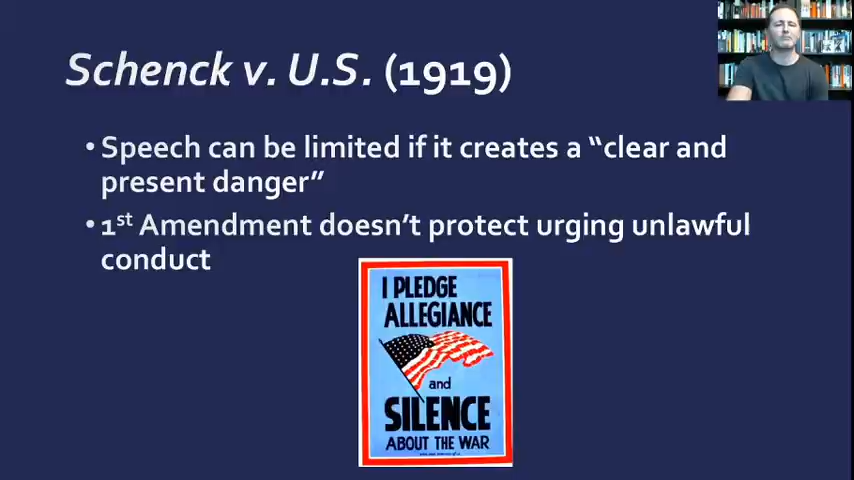 Schenck v. U.S. (1919)
• Speech can be limited if it creates a “clear and
present danger”
• 1st Amendment doesn’t protect urging unlawful
conduct
I PLEDGE
ALLEGIANCE
and
SILENCE
ABOUT THE WAR